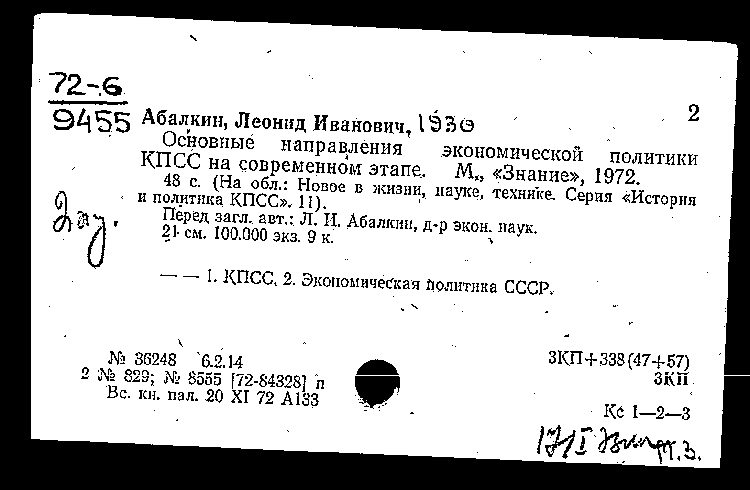 72-6
9455
2
Абалкин, Леонид Иванович, 1930
Основные направления экономической политики
КПСС на современном этапе. М., «Знание», 1972.
48 с. (На обл.: Новое в жизни, науке, технике. Серия «История
и политика КПСС». 11).
Перед загл. авт.: Л. И. Абалкин, д-р экон. наук.
21 см. 100.000 экз. 9 к.
— — 1. КПСС. 2. Экономическая политика СССР.
№ 36248 6.2.14
2 № 829; № 8555 [72-84328] п
Вс. кн. пал. 20 XI 72 А133
3КП+338(47+57)
3КП
Кс 1—2—3